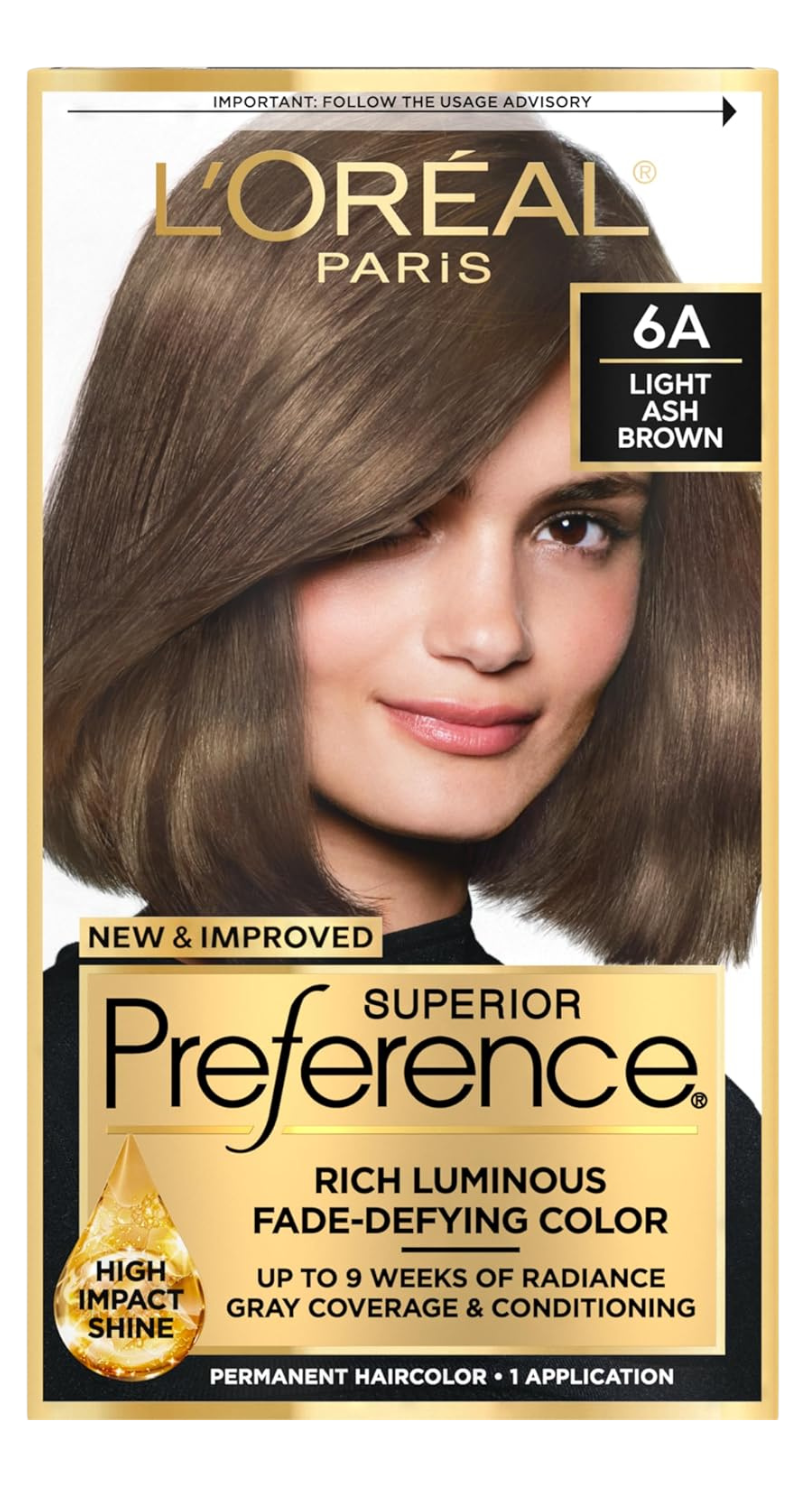 IMPORTANT: FOLLOW THE USAGE ADVISORY
L'ORÉAL®
PARiS
6A
LIGHT
ASH
BROWN
NEW & IMPROVED
SUPERIOR
Preference®
RICH LUMINOUS
FADE-DEFYING COLOR
UP TO 9 WEEKS OF RADIANCE
GRAY COVERAGE & CONDITIONING
HIGH
IMPACT
SHINE
PERMANENT HAIRCOLOR • 1 APPLICATION